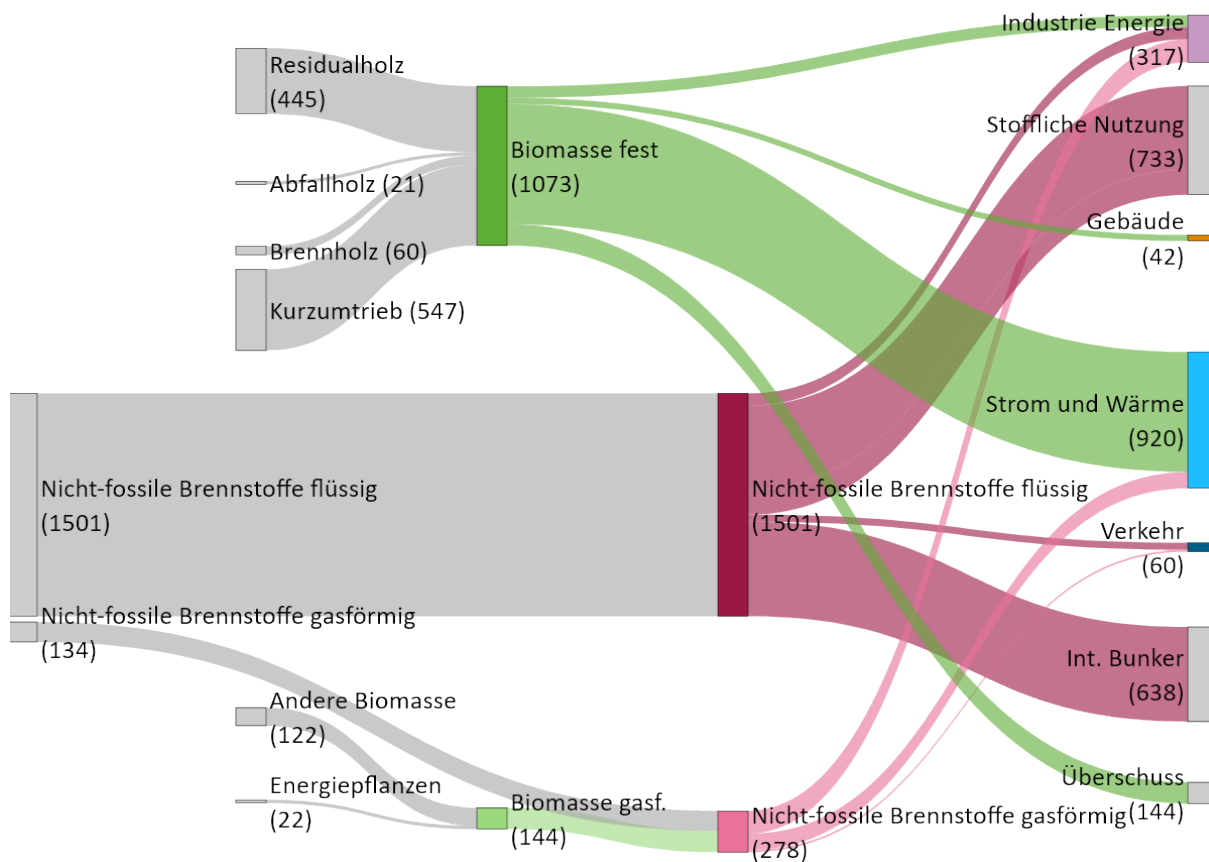 Residualholz
(445)
Abfallholz (21)
Brennholz (60)
Kurzumtrieb (547)
Biomasse fest
(1073)
Nicht-fossile Brennstoffe flüssig
(1501)
Nicht-fossile Brennstoffe gasförmig
(134)
Andere Biomasse
(122)
Energiepflanzen
(22)
Biomasse gasf.
(144)
Nicht-fossile Brennstoffe flüssig
(1501)
Nicht-fossile Brennstoffe gasförmig
(278)
Industrie Energie
(317)
Stoffliche Nutzung
(733)
Gebäude
(42)
Strom und Wärme
(920)
Verkehr
(60)
Int. Bunker
(638)
Überschuss
(144)